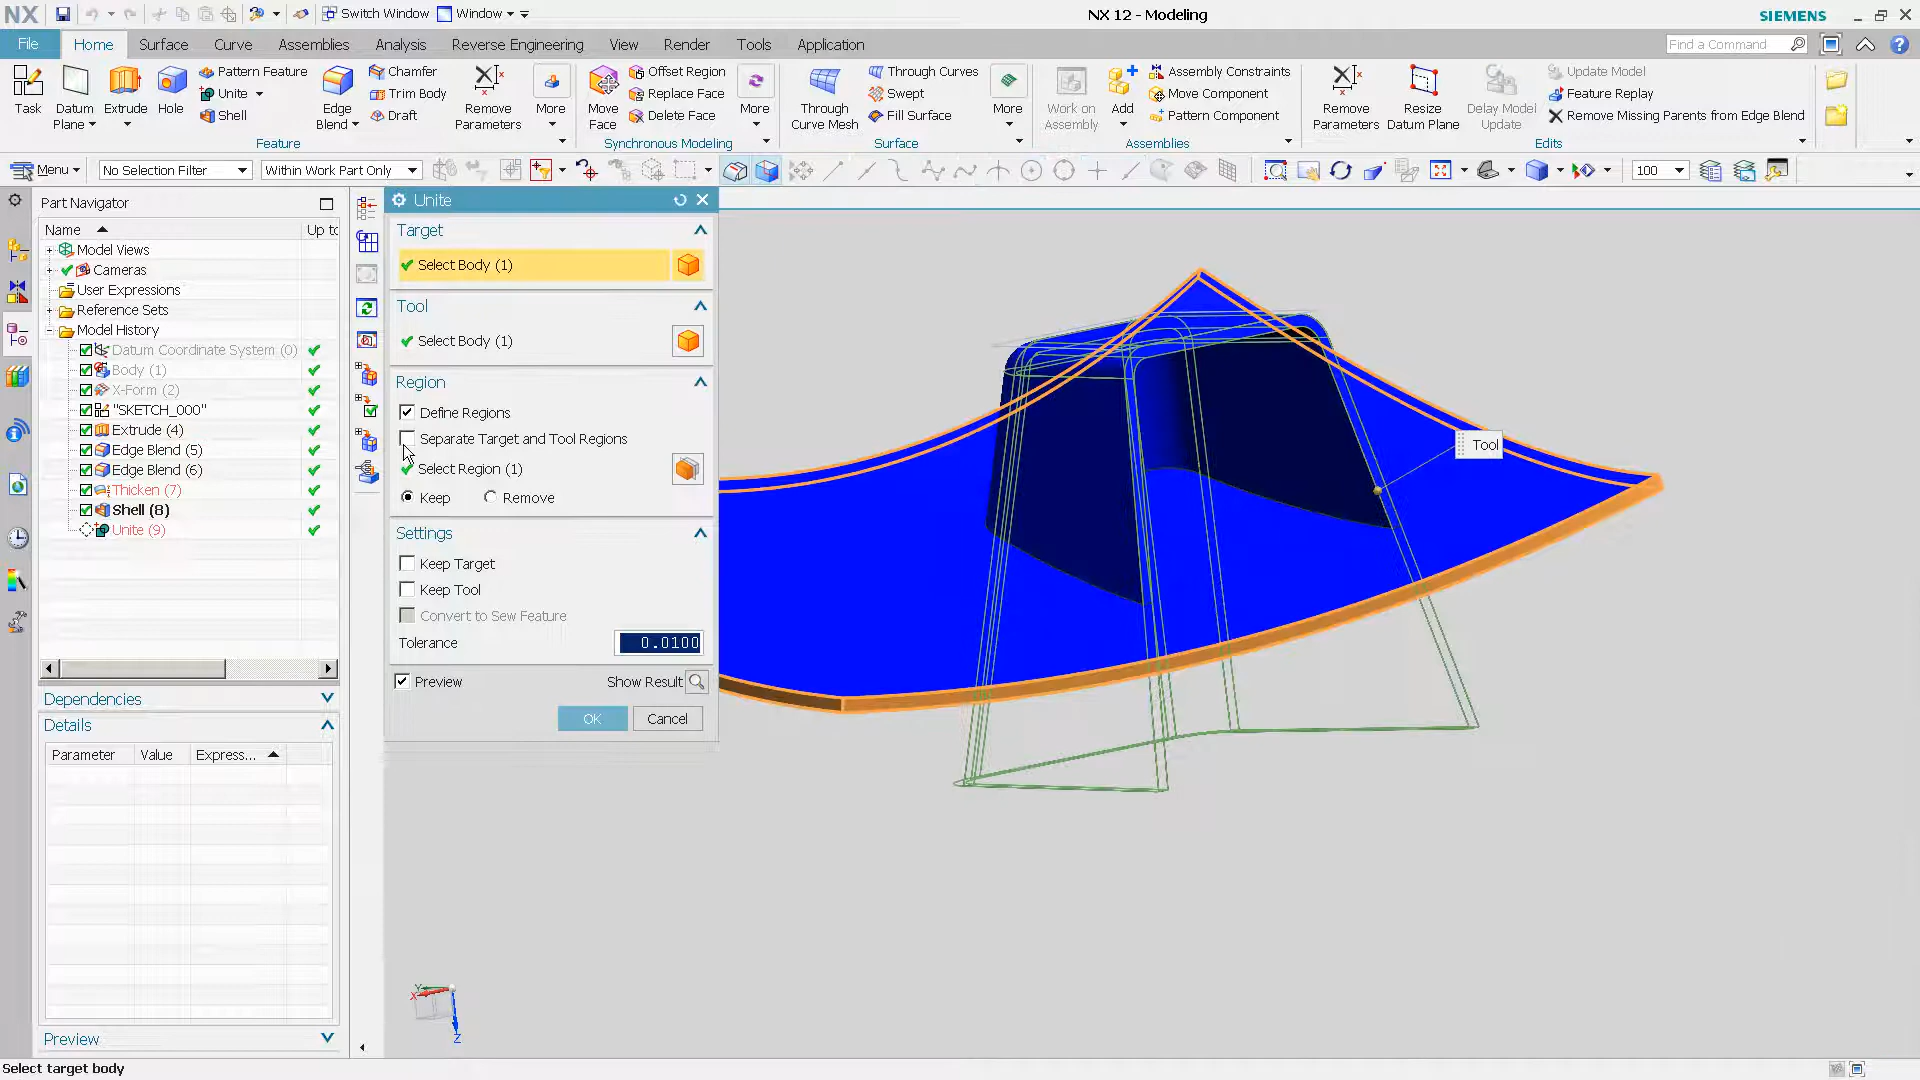 NX
Switch Window
Window
NX 12 - Modeling
SIEMENS
File
Home
Surface
Curve
Assemblies
Analysis
Reverse Engineering
View
Render
Tools
Application
Find a Command
Task
Datum Plane
Extrude
Hole
Pattern Feature
Unite
Shell
Edge Blend
Chamfer
Trim Body
Draft
Remove Parameters
More
Feature
Move Face
Offset Region
Replace Face
Delete Face
More
Synchronous Modeling
Through Curve Mesh
Through Curves
Swept
Fill Surface
More
Surface
Work on Assembly
Add
Assembly Constraints
Move Component
Pattern Component
Assemblies
Remove Parameters
Resize Datum Plane
Delay Model Update
Update Model
Feature Replay
Remove Missing Parents from Edge Blend
Edits
Menu
No Selection Filter
Within Work Part Only
100
Part Navigator
Name
Up to
Model Views
Cameras
User Expressions
Reference Sets
Model History
Datum Coordinate System (0)
Body (1)
X-Form (2)
"SKETCH_000"
Extrude (4)
Edge Blend (5)
Edge Blend (6)
Thicken (7)
Shell (8)
Unite (9)
Dependencies
Details
Parameter
Value
Express...
Preview
Unite
Target
Select Body (1)
Tool
Select Body (1)
Region
Define Regions
Separate Target and Tool Regions
Select Region (1)
Keep
Remove
Settings
Keep Target
Keep Tool
Convert to Sew Feature
Tolerance
0.0100
Preview
Show Result
OK
Cancel
Tool
X
Y
Z
Select target body